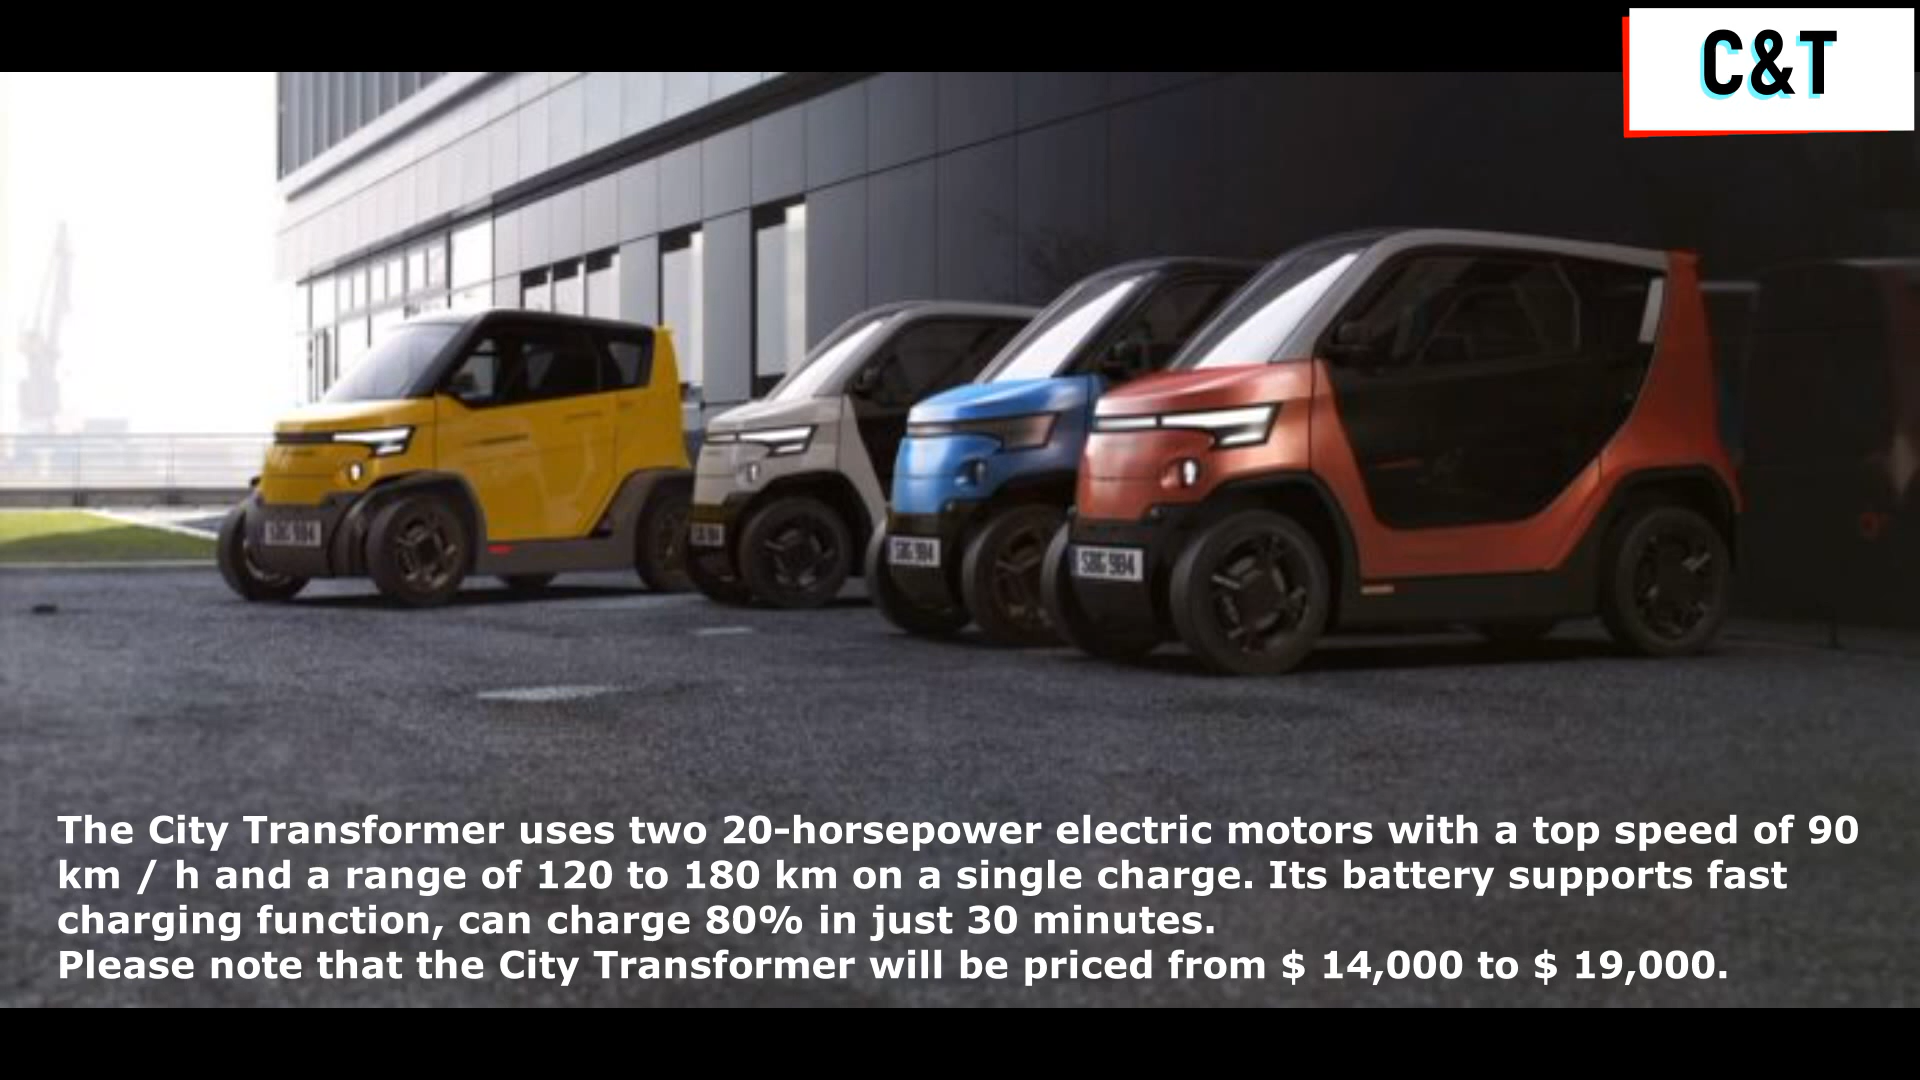 C&T
SBG 984
The City Transformer uses two 20-horsepower electric motors with a top speed of 90
km / h and a range of 120 to 180 km on a single charge. Its battery supports fast
charging function, can charge 80% in just 30 minutes.
Please note that the City Transformer will be priced from $ 14,000 to $ 19,000.